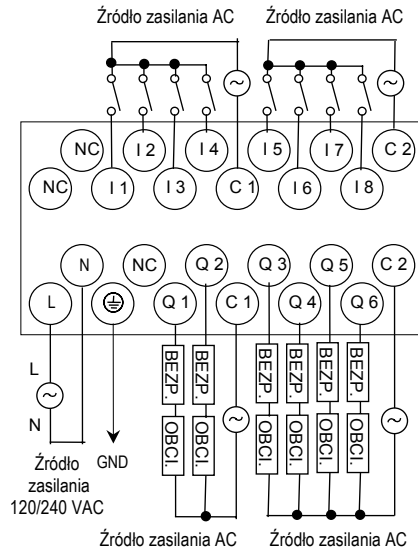 Źródło zasilania AC Źródło zasilania AC
NC I 2 I 4 I 5 I 7 C 2
NC I 1 I 3 C 1 I 6 I 8
N NC Q 2 Q 3 Q 5 C 2
L Q 1 C 1 Q 4 Q 6
BEZP. BEZP. BEZP. BEZP. BEZP. BEZP.
L
OBCI. OBCI. OBCI. OBCI. OBCI. OBCI.
N
Źródło GND
zasilania
120/240 VAC
Źródło zasilania AC Źródło zasilania AC